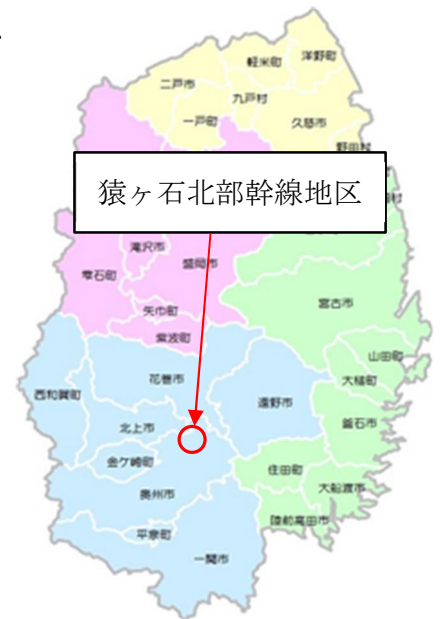 洋野町
軽米町
二戸市
九戸村
一戸町
久慈市
野田村
猿ヶ石北部幹線地区
村
滝沢市
盛岡市
雫石町
宮古市
矢巾町
紫波町
山田町
花巻市
大槌町
西和賀町
遠野市
釜石市
北上市
金ケ崎町
住田町
大船渡市
奥州市
陸前高田市
平泉町
一関市